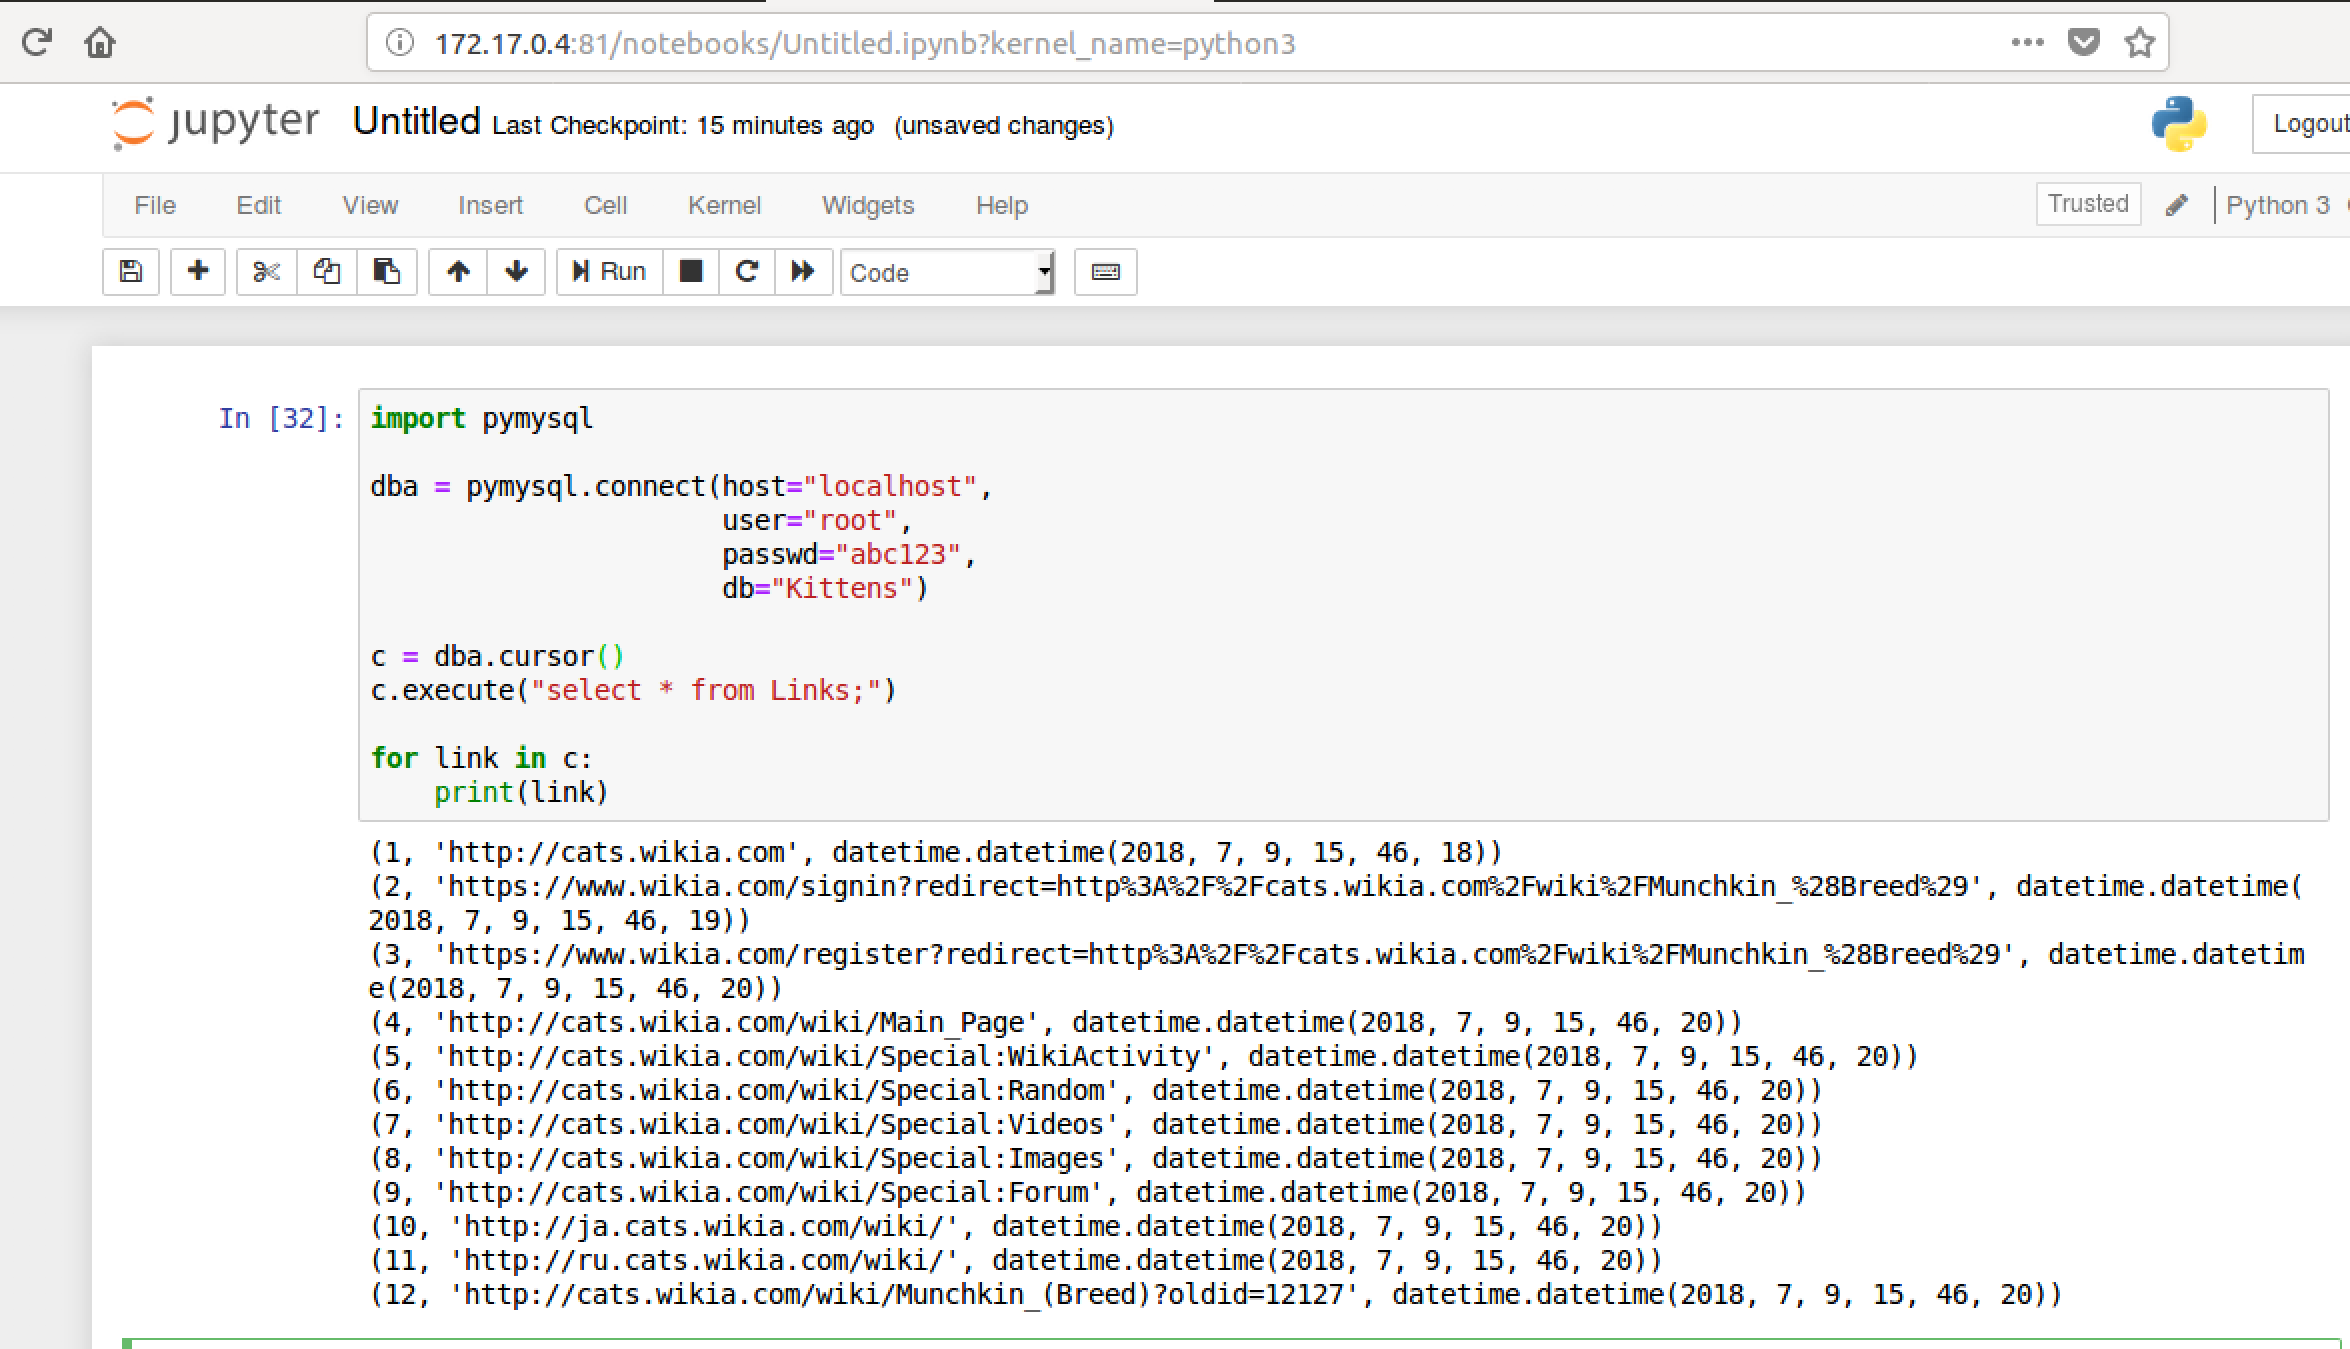 172.17.0.4:81/notebooks/Untitled.ipynb?kernel_name=python3
jupyter Untitled Last Checkpoint: 15 minutes ago (unsaved changes)
Logout
File Edit View Insert Cell Kernel Widgets Help
Trusted Python 3
Run Code
In [32]: import pymysql
dba = pymysql.connect(host="localhost",
user="root",
passwd="abc123",
db="Kittens")
c = dba.cursor()
c.execute("select * from Links;")
for link in c:
print(link)
(1, 'http://cats.wikia.com', datetime.datetime(2018, 7, 9, 15, 46, 18))
(2, 'https://www.wikia.com/signin?redirect=http%3A%2F%2Fcats.wikia.com%2Fwiki%2FMunchkin_%28Breed%29', datetime.datetime(
2018, 7, 9, 15, 46, 19))
(3, 'https://www.wikia.com/register?redirect=http%3A%2F%2Fcats.wikia.com%2Fwiki%2FMunchkin_%28Breed%29', datetime.datetim
e(2018, 7, 9, 15, 46, 20))
(4, 'http://cats.wikia.com/wiki/Main_Page', datetime.datetime(2018, 7, 9, 15, 46, 20))
(5, 'http://cats.wikia.com/wiki/Special:WikiActivity', datetime.datetime(2018, 7, 9, 15, 46, 20))
(6, 'http://cats.wikia.com/wiki/Special:Random', datetime.datetime(2018, 7, 9, 15, 46, 20))
(7, 'http://cats.wikia.com/wiki/Special:Videos', datetime.datetime(2018, 7, 9, 15, 46, 20))
(8, 'http://cats.wikia.com/wiki/Special:Images', datetime.datetime(2018, 7, 9, 15, 46, 20))
(9, 'http://cats.wikia.com/wiki/Special:Forum', datetime.datetime(2018, 7, 9, 15, 46, 20))
(10, 'http://ja.cats.wikia.com/wiki/', datetime.datetime(2018, 7, 9, 15, 46, 20))
(11, 'http://ru.cats.wikia.com/wiki/', datetime.datetime(2018, 7, 9, 15, 46, 20))
(12, 'http://cats.wikia.com/wiki/Munchkin_(Breed)?oldid=12127', datetime.datetime(2018, 7, 9, 15, 46, 20))